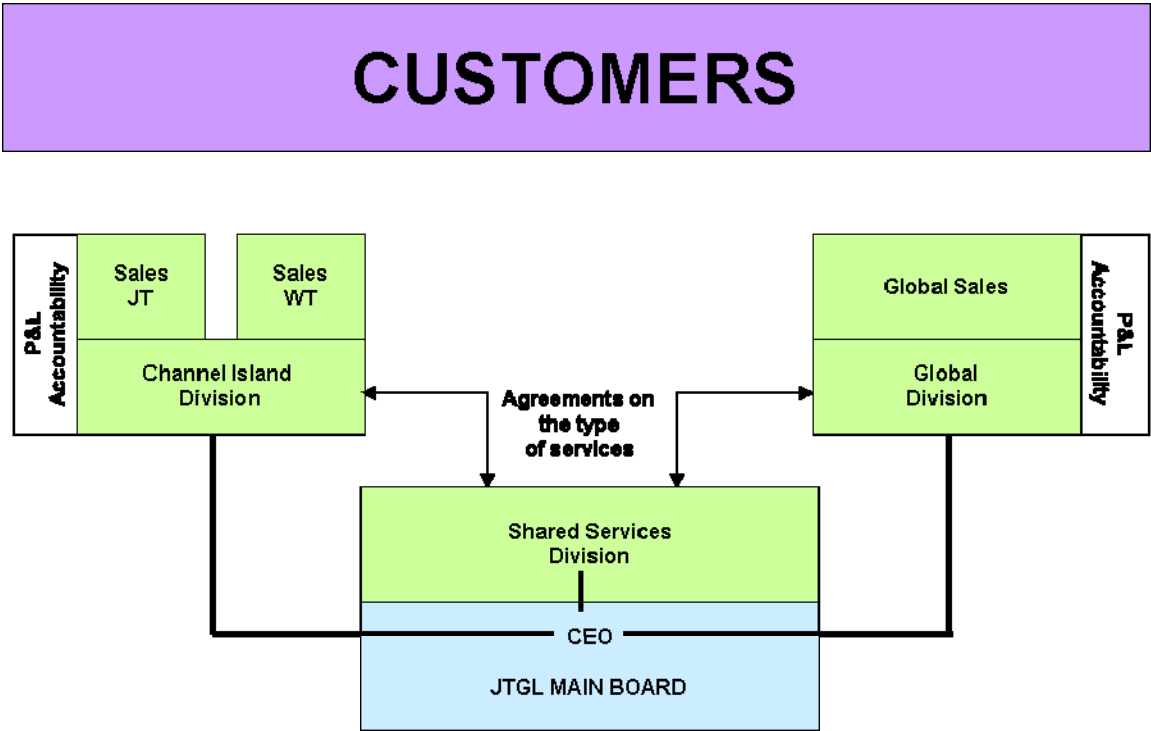 CUSTOMERS
P&L
Accountability
Sales
JT
Sales
WT
Channel Island
Division
Agreements on
the type
of services
Global Sales
Global
Division
P&L
Accountability
Shared Services
Division
CEO
JTGL MAIN BOARD